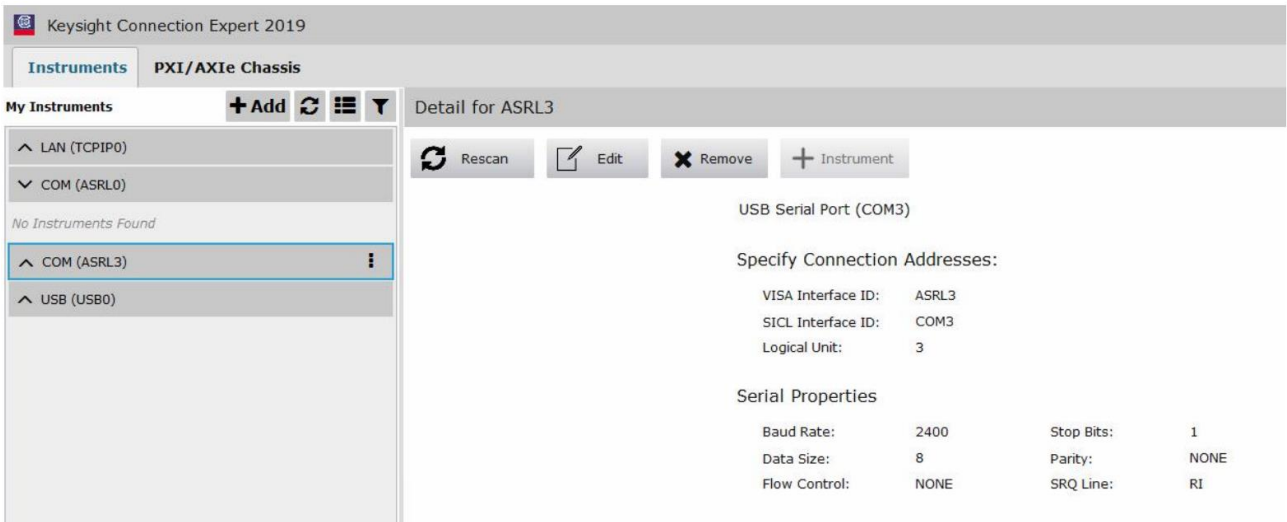 Keysight Connection Expert 2019
Instruments PXI/AXIe Chassis
My Instruments
Add
LAN (TCPIP0)
COM (ASRL0)
No Instruments Found
COM (ASRL3)
USB (USB0)
Detail for ASRL3
Rescan Edit Remove Instrument
USB Serial Port (COM3)
Specify Connection Addresses:
VISA Interface ID: ASRL3
SICL Interface ID: COM3
Logical Unit: 3
Serial Properties
Baud Rate: 2400 Stop Bits: 1
Data Size: 8 Parity: NONE
Flow Control: NONE SRQ Line: RI